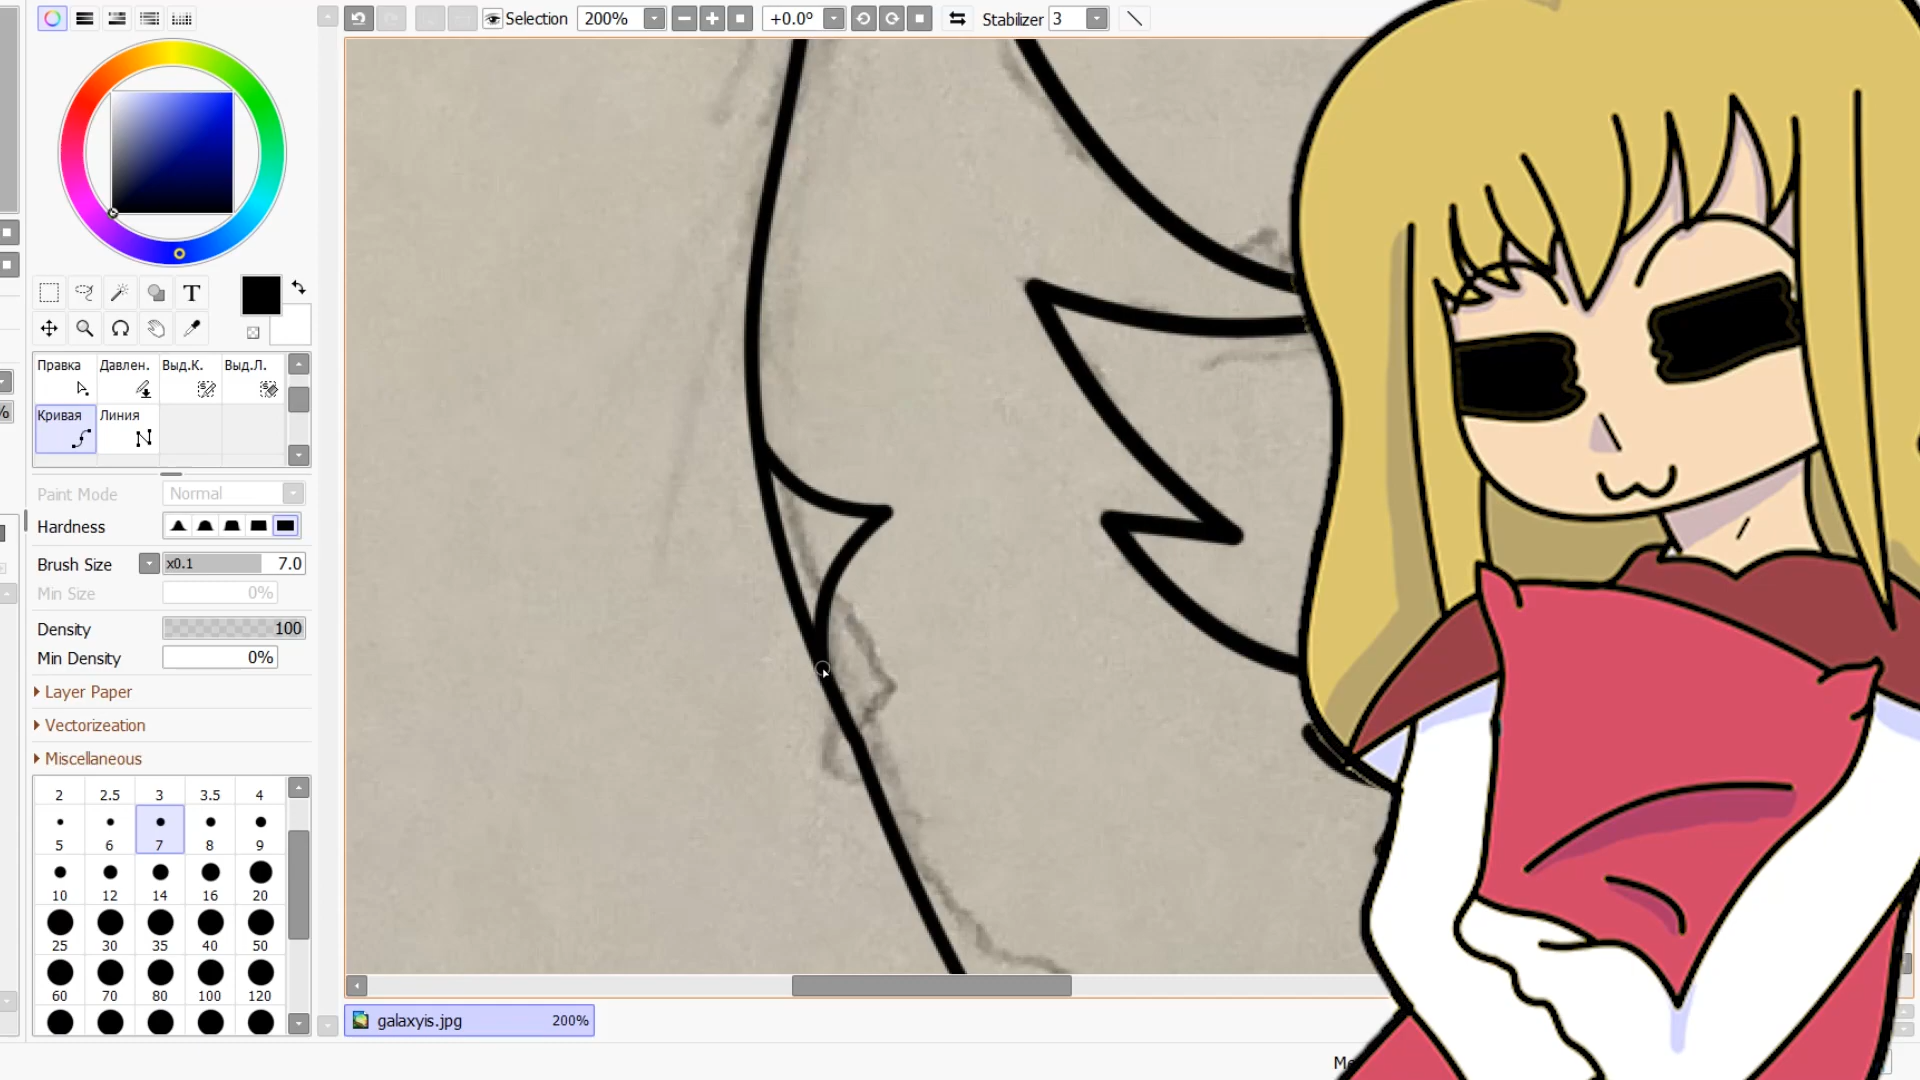 Selection 200% +0.0° Stabilizer 3
T
Правка Давлен. Выд.К. Выд.Л.
Кривая Линия
%
Paint Mode Normal
Hardness
Brush Size x0.1 7.0
Min Size 0%
Density 100
Min Density 0%
Layer Paper
Vectorizeation
Miscellaneous
2 2.5 3 3.5 4
5 6 7 8 9
10 12 14 16 20
25 30 35 40 50
60 70 80 100 120
galaxyis.jpg 200%